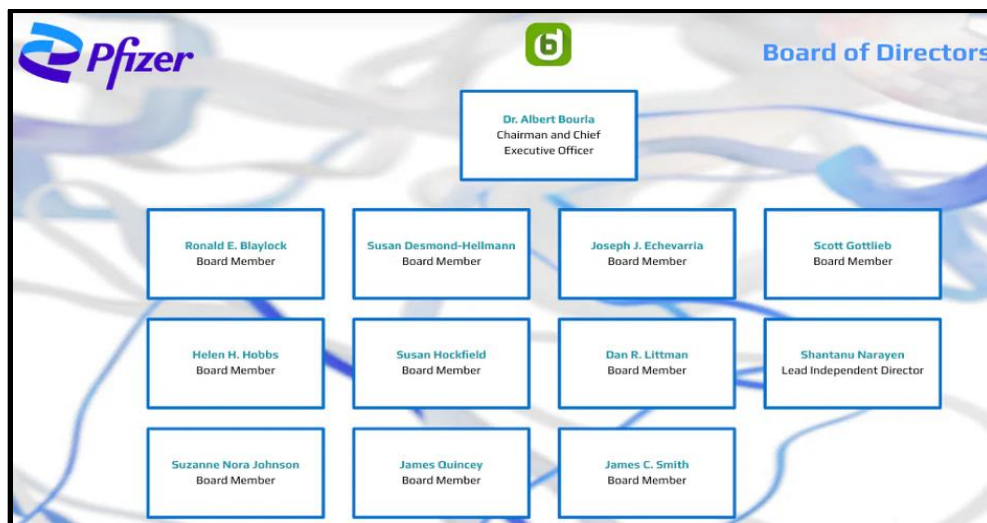 Pfizer
Board of Directors
Dr. Albert Bourla
Chairman and Chief
Executive Officer
Ronald E. Blaylock
Board Member
Susan Desmond-Hellmann
Board Member
Joseph J. Echevarria
Board Member
Scott Gottlieb
Board Member
Helen H. Hobbs
Board Member
Susan Hockfield
Board Member
Dan R. Littman
Board Member
Shantanu Narayen
Lead Independent Director
Suzanne Nora Johnson
Board Member
James Quincey
Board Member
James C. Smith
Board Member